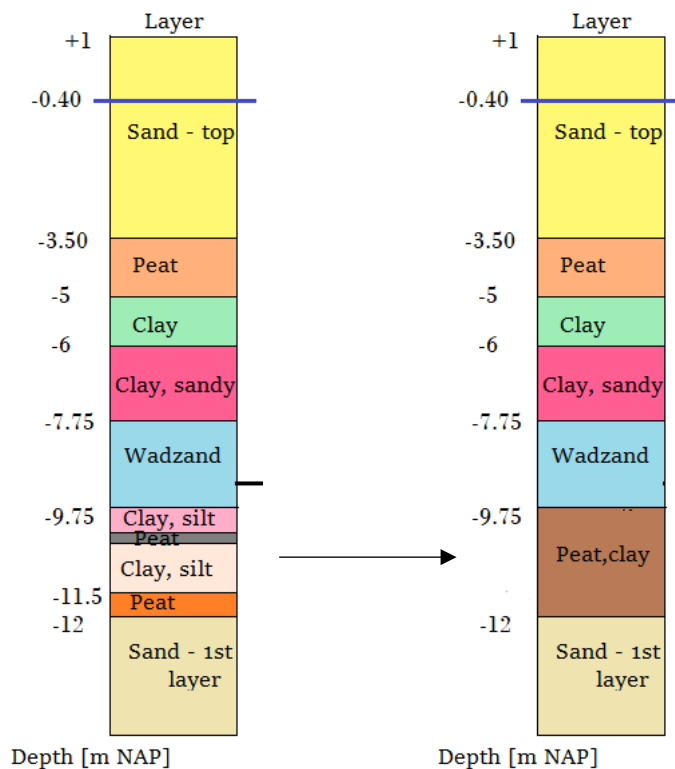 Layer
+1
-0.40
Sand - top
-3.50
Peat
-5
Clay
-6
Clay, sandy
-7.75
Wadzand
-9.75
Clay, silt
Peat
Clay, silt
-11.5
Peat
-12
Sand - 1st
layer
Depth [m NAP]
Layer
+1
-0.40
Sand - top
-3.50
Peat
-5
Clay
-6
Clay, sandy
-7.75
Wadzand
-9.75
Peat,clay
-12
Sand - 1st
layer
Depth [m NAP]